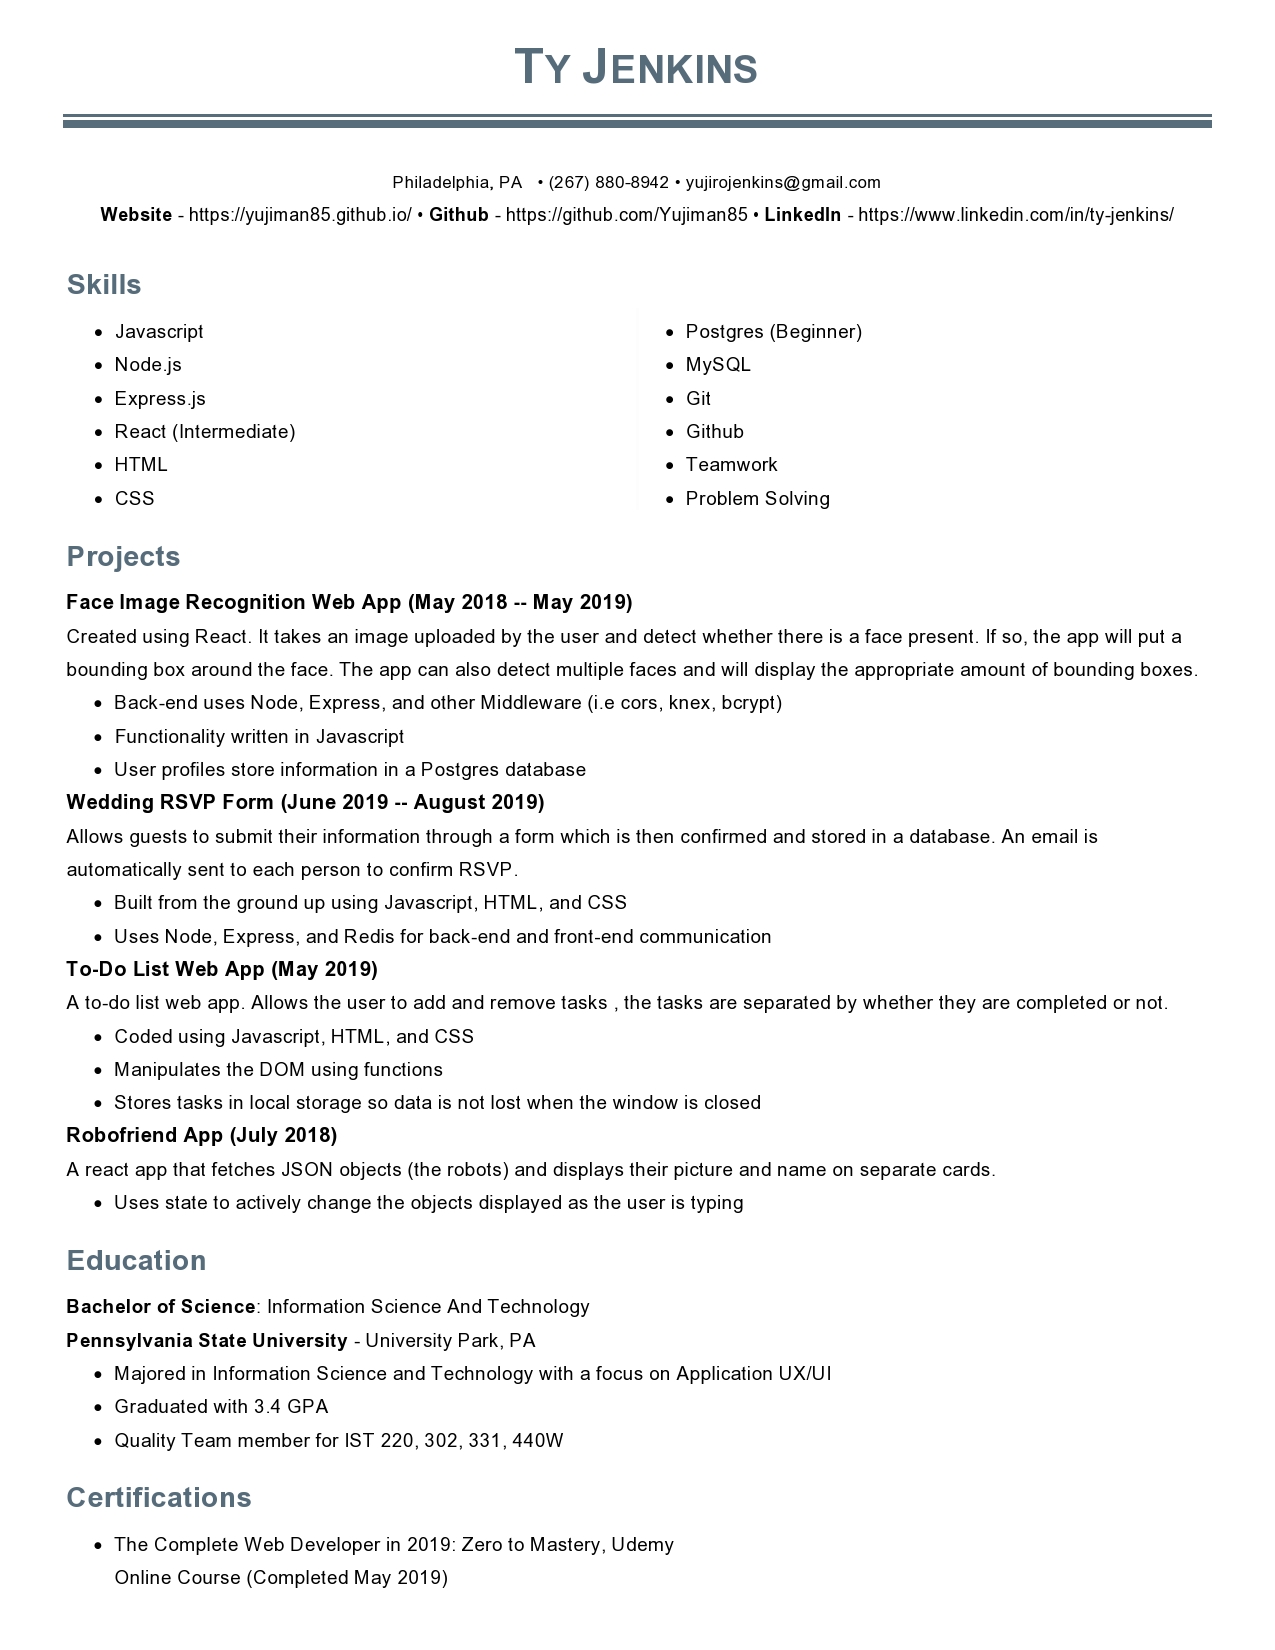 TY JENKINS
Philadelphia, PA • (267) 880-8942 • yujirojenkins@gmail.com
Website - https://yujiman85.github.io/ • Github - https://github.com/Yujiman85 • LinkedIn - https://www.linkedin.com/in/ty-jenkins/
Skills
• Javascript
• Node.js
• Express.js
• React (Intermediate)
• HTML
• CSS
• Postgres (Beginner)
• MySQL
• Git
• Github
• Teamwork
• Problem Solving
Projects
Face Image Recognition Web App (May 2018 -- May 2019)
Created using React. It takes an image uploaded by the user and detect whether there is a face present. If so, the app will put a
bounding box around the face. The app can also detect multiple faces and will display the appropriate amount of bounding boxes.
• Back-end uses Node, Express, and other Middleware (i.e cors, knex, bcrypt)
• Functionality written in Javascript
• User profiles store information in a Postgres database
Wedding RSVP Form (June 2019 -- August 2019)
Allows guests to submit their information through a form which is then confirmed and stored in a database. An email is
automatically sent to each person to confirm RSVP.
• Built from the ground up using Javascript, HTML, and CSS
• Uses Node, Express, and Redis for back-end and front-end communication
To-Do List Web App (May 2019)
A to-do list web app. Allows the user to add and remove tasks , the tasks are separated by whether they are completed or not.
• Coded using Javascript, HTML, and CSS
• Manipulates the DOM using functions
• Stores tasks in local storage so data is not lost when the window is closed
Robofriend App (July 2018)
A react app that fetches JSON objects (the robots) and displays their picture and name on separate cards.
• Uses state to actively change the objects displayed as the user is typing
Education
Bachelor of Science: Information Science And Technology
Pennsylvania State University - University Park, PA
• Majored in Information Science and Technology with a focus on Application UX/UI
• Graduated with 3.4 GPA
• Quality Team member for IST 220, 302, 331, 440W
Certifications
• The Complete Web Developer in 2019: Zero to Mastery, Udemy
Online Course (Completed May 2019)